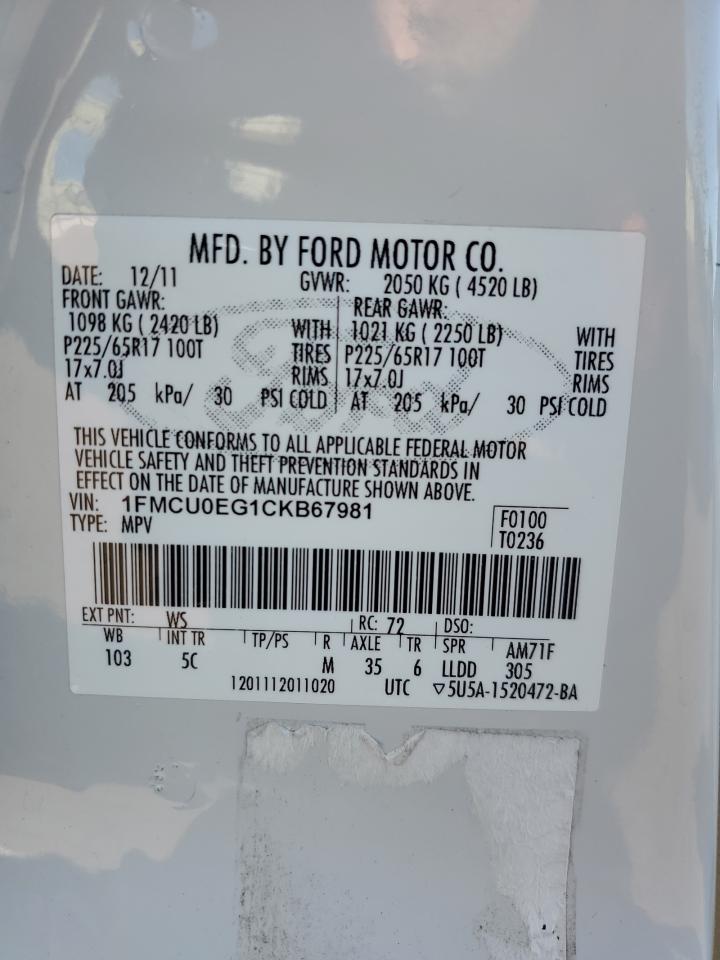 MFD. BY FORD MOTOR CO.
DATE: 12/11 GVWR: 2050 KG ( 4520 LB)
FRONT GAWR: REAR GAWR:
1098 KG ( 2420 LB) WITH 1021 KG ( 2250 LB) WITH
P225/65R17 100T TIRES P225/65R17 100T TIRES
17x7.0J RIMS 17x7.0J RIMS
AT 205 kPa/ 30 PSI COLD AT 205 kPa/ 30 PSI COLD
Ford
THIS VEHICLE CONFORMS TO ALL APPLICABLE FEDERAL MOTOR
VEHICLE SAFETY AND THEFT PREVENTION STANDARDS IN
EFFECT ON THE DATE OF MANUFACTURE SHOWN ABOVE.
VIN: 1FMCU0EG1CKB67981
TYPE: MPV
F0100
T0236
EXT PNT: WS RC: 72 DSO:
WB INT TR TP/PS R AXLE TR SPR AM71F
103 5C M 35 6 LLDD 305
1201112011020 UTC ▽5U5A-1520472-BA